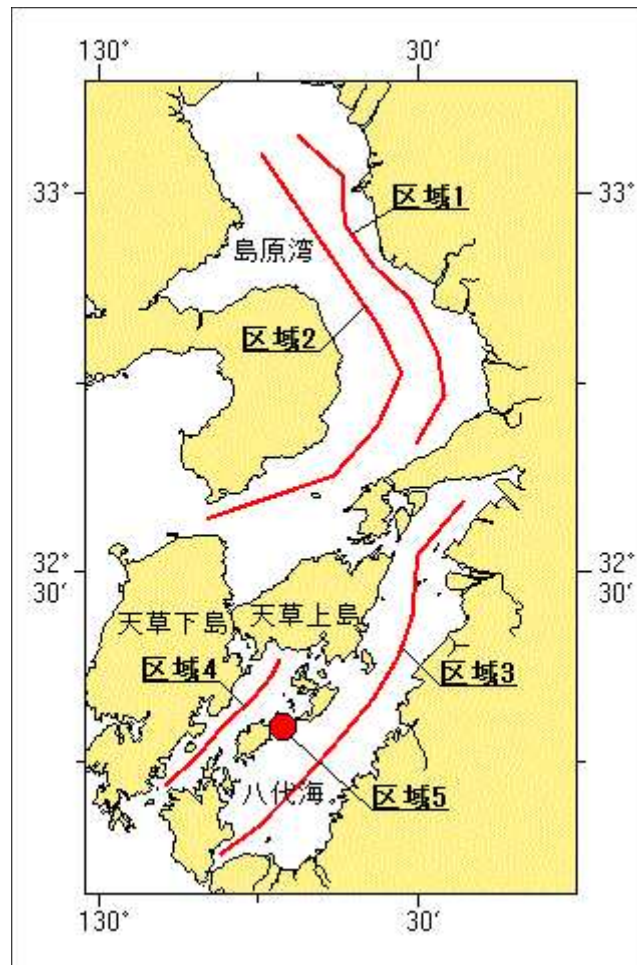 130° 30′
33° 33°
区域1
島原湾
区域2
32° 32°
30′ 30′
天草下島 天草上島
区域4 区域3
八代海 区域5
130° 30′